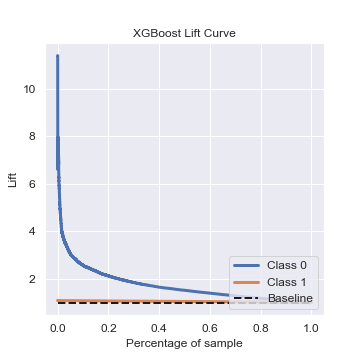 XGBoost Lift Curve
10
8
6
4
2
Lift
Class 0
Class 1
Baseline
0.0 0.2 0.4 0.6 0.8 1.0
Percentage of sample